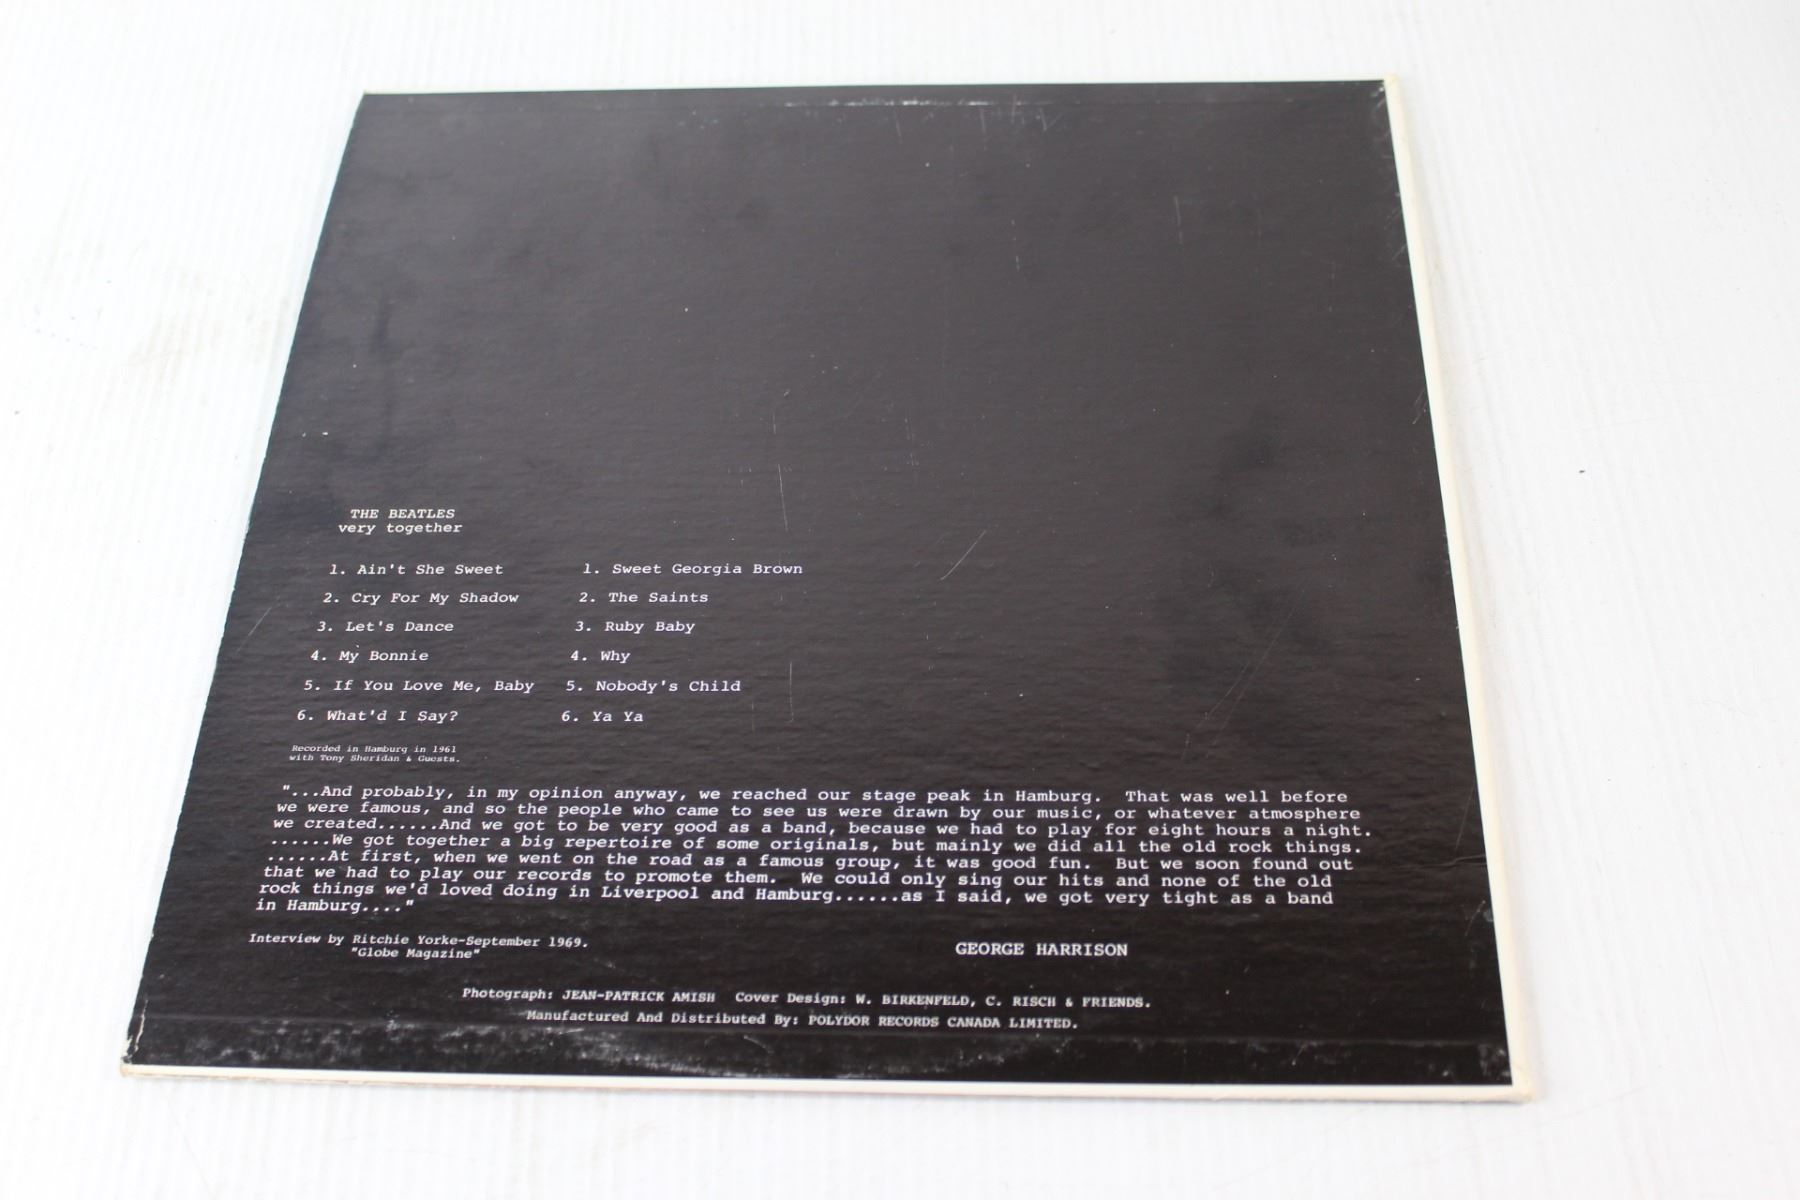 THE BEATLES
very together
1. Ain't She Sweet
2. Cry For My Shadow
3. Let's Dance
4. My Bonnie
5. If You Love Me, Baby
6. What'd I Say?
1. Sweet Georgia Brown
2. The Saints
3. Ruby Baby
4. Why
5. Nobody's Child
6. Ya Ya
Recorded in Hamburg in 1961
with Tony Sheridan & Guests.
"...And probably, in my opinion anyway, we reached our stage peak in Hamburg. That was well before
we were famous, and so the people who came to see us were drawn by our music, or whatever atmosphere
we created......And we got to be very good as a band, because we had to play for eight hours a night.
......We got together a big repertoire of some originals, but mainly we did all the old rock things.
......At first, when we went on the road as a famous group, it was good fun. But we soon found out
that we had to play our records to promote them. We could only sing our hits and none of the old
rock things we'd loved doing in Liverpool and Hamburg......as I said, we got very tight as a band
in Hamburg...."
Interview by Ritchie Yorke-September 1969.
"Globe Magazine"
GEORGE HARRISON
Photograph: JEAN-PATRICK AMISH Cover Design: W. BIRKENFELD, C. RISCH & FRIENDS.
Manufactured And Distributed By: POLYDOR RECORDS CANADA LIMITED.